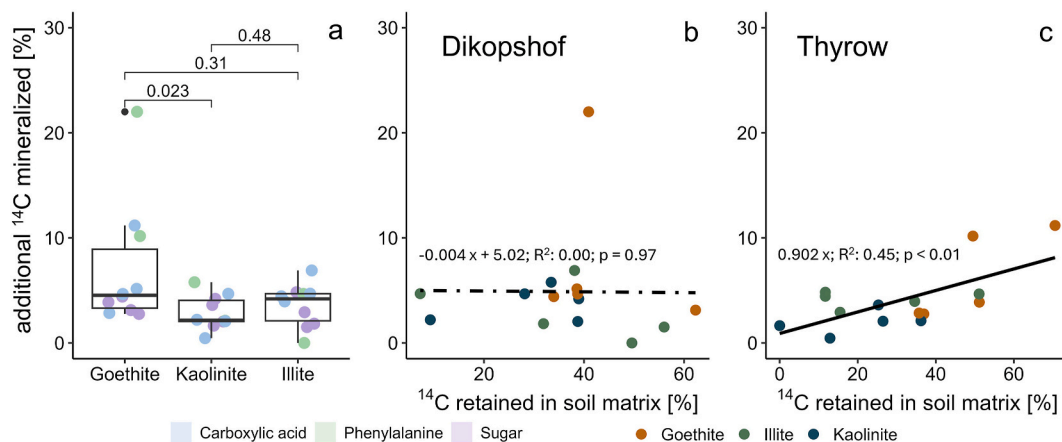 additional ¹⁴C mineralized [%]
30
20
10
0
a
0.48
0.31
0.023
Goethite Kaolinite Illite
30
20
10
0
Dikopshof
b
-0.004 x + 5.02; R²: 0.00; p = 0.97
20 40 60
¹⁴C retained in soil matrix [%]
30
20
10
0
Thyrow
c
0.902 x; R²: 0.45; p < 0.01
0 20 40 60
¹⁴C retained in soil matrix [%]
Carboxylic acid Phenylalanine Sugar
Goethite Illite Kaolinite